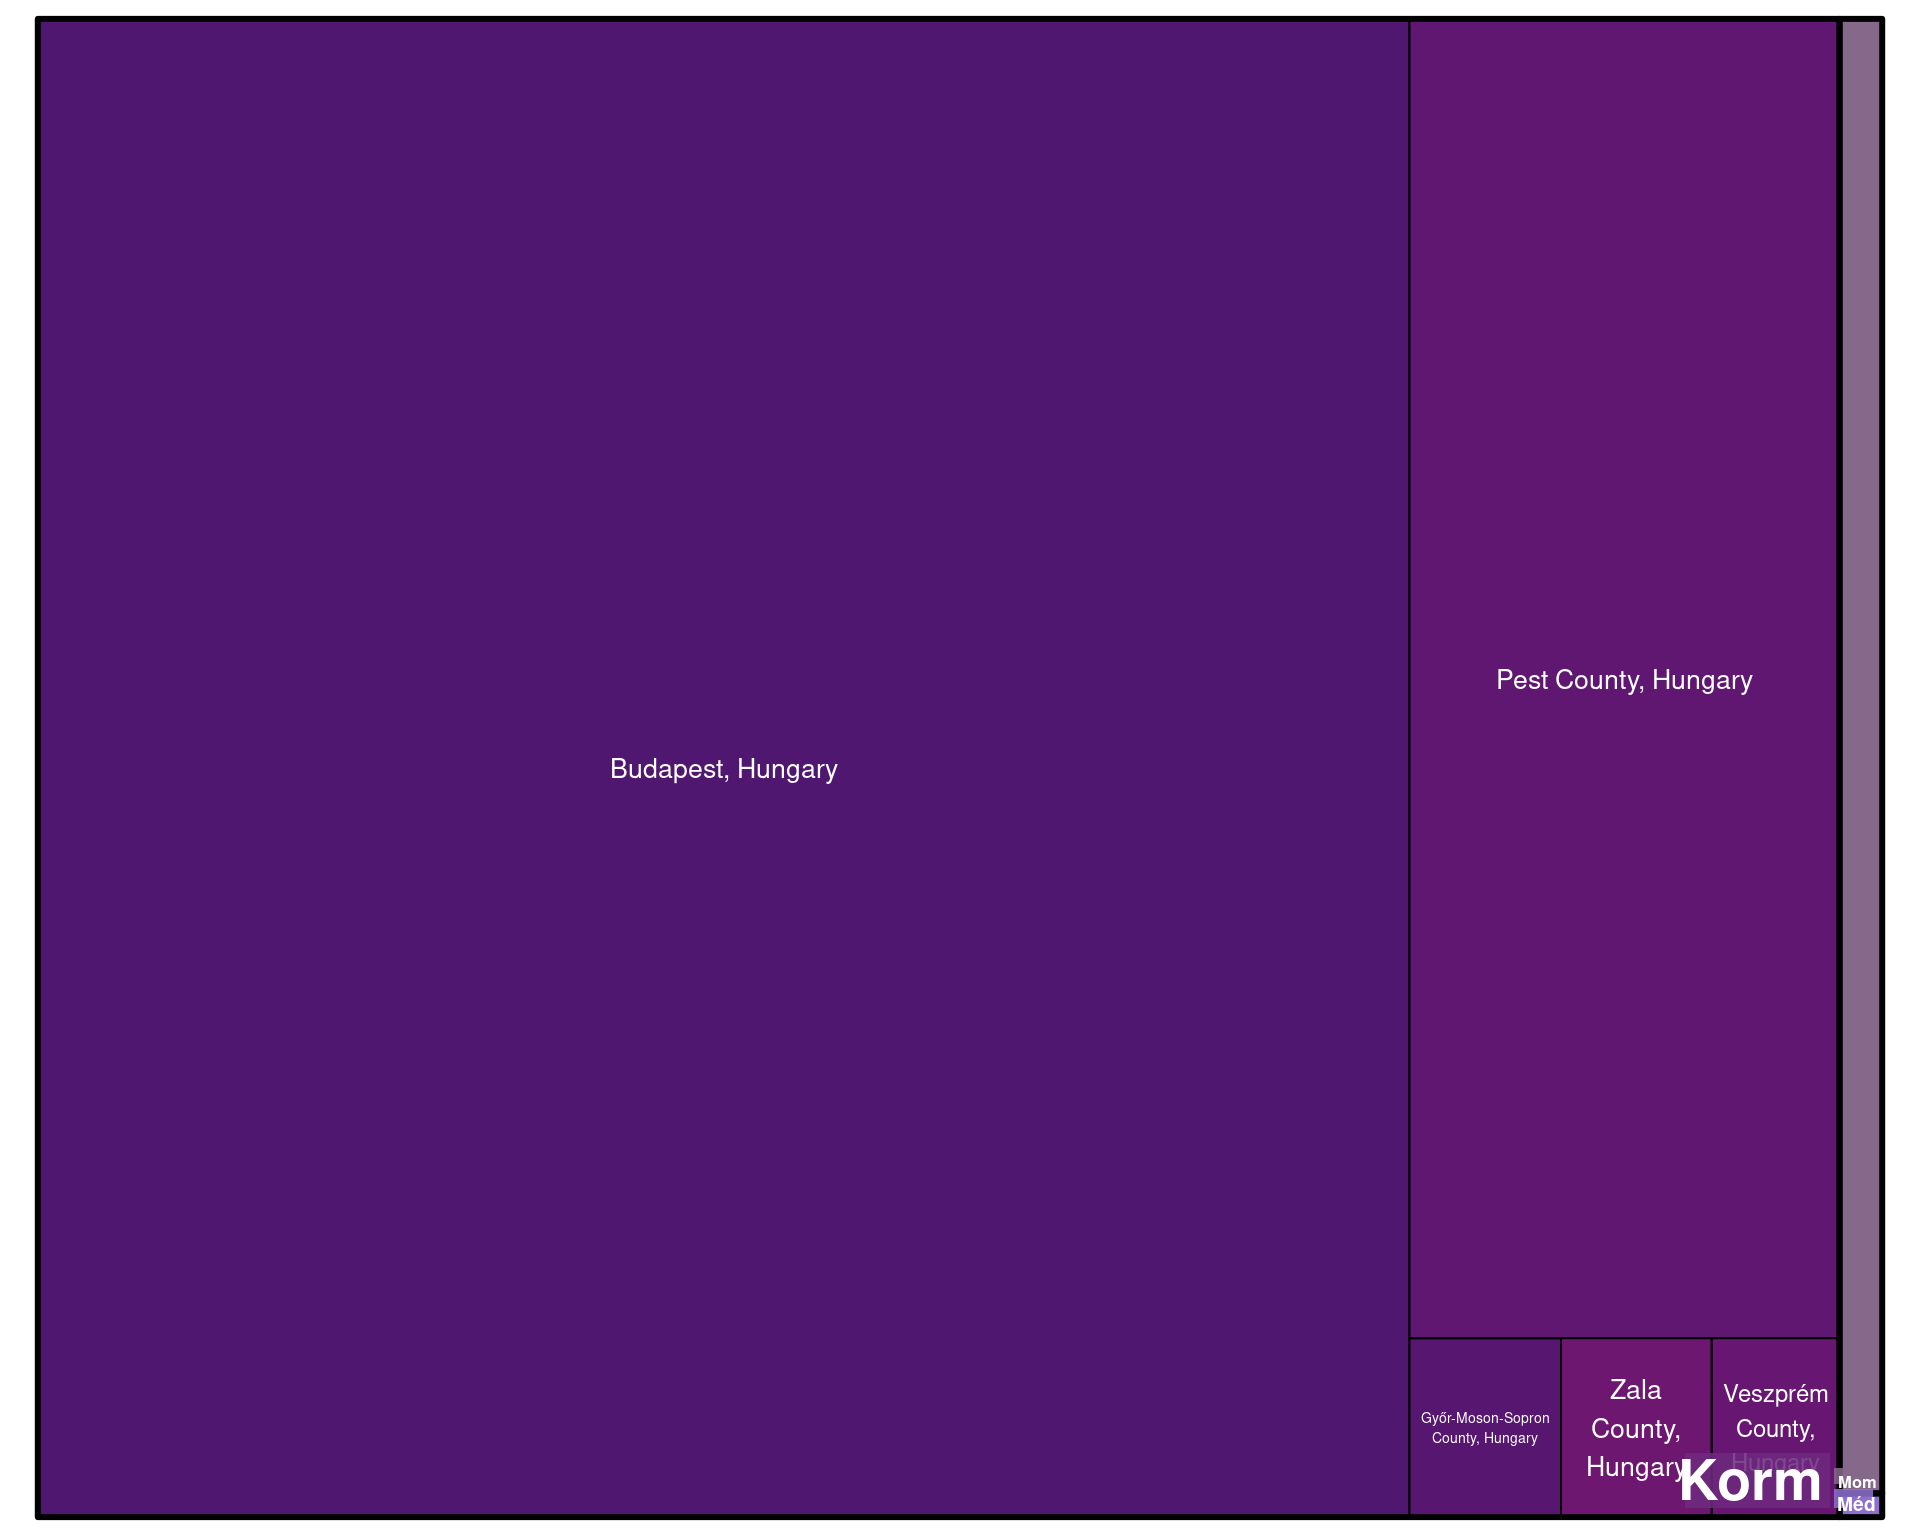 Budapest, Hungary
Pest County, Hungary
Győr-Moson-Sopron
County, Hungary
Zala
County,
Hungary
Veszprém
County,
Hungary
Korm
Mom
Méd